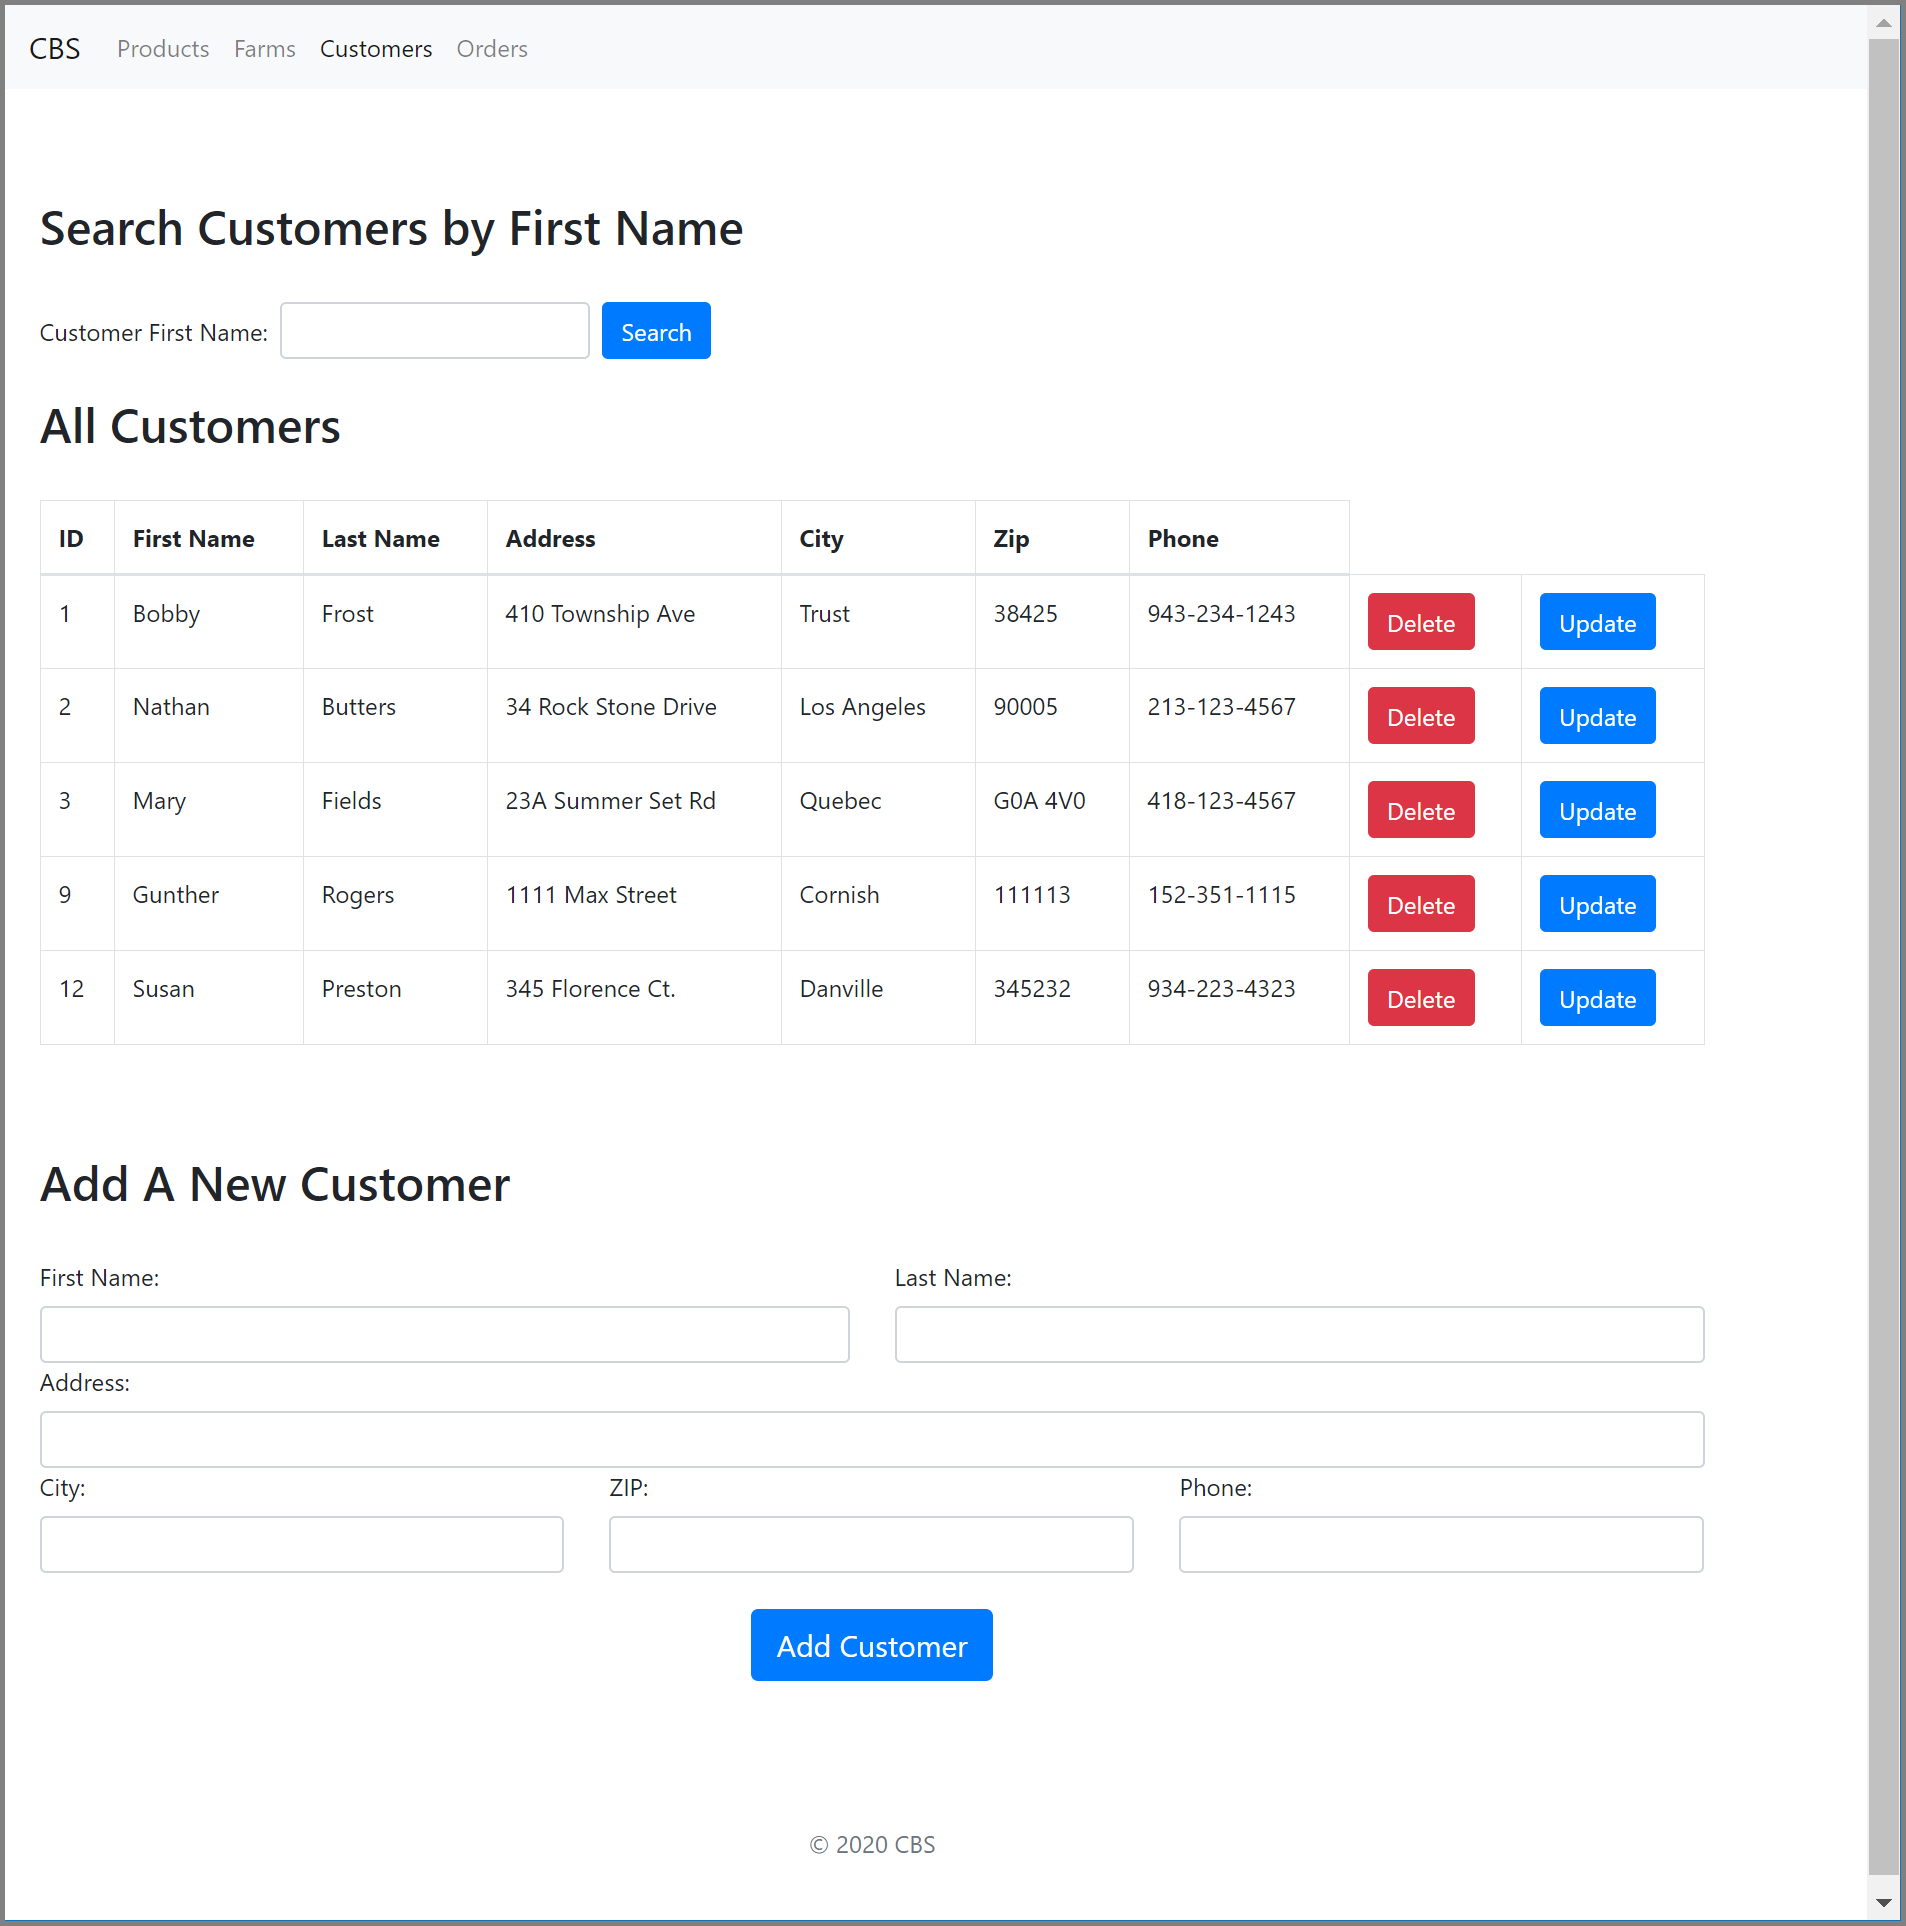 CBS Products Farms Customers Orders
Search Customers by First Name
Customer First Name: Search
All Customers
ID First Name Last Name Address City Zip Phone
1 Bobby Frost 410 Township Ave Trust 38425 943-234-1243 Delete Update
2 Nathan Butters 34 Rock Stone Drive Los Angeles 90005 213-123-4567 Delete Update
3 Mary Fields 23A Summer Set Rd Quebec G0A 4V0 418-123-4567 Delete Update
9 Gunther Rogers 1111 Max Street Cornish 111113 152-351-1115 Delete Update
12 Susan Preston 345 Florence Ct. Danville 345232 934-223-4323 Delete Update
Add A New Customer
First Name: Last Name:
Address:
City: ZIP: Phone:
Add Customer
© 2020 CBS